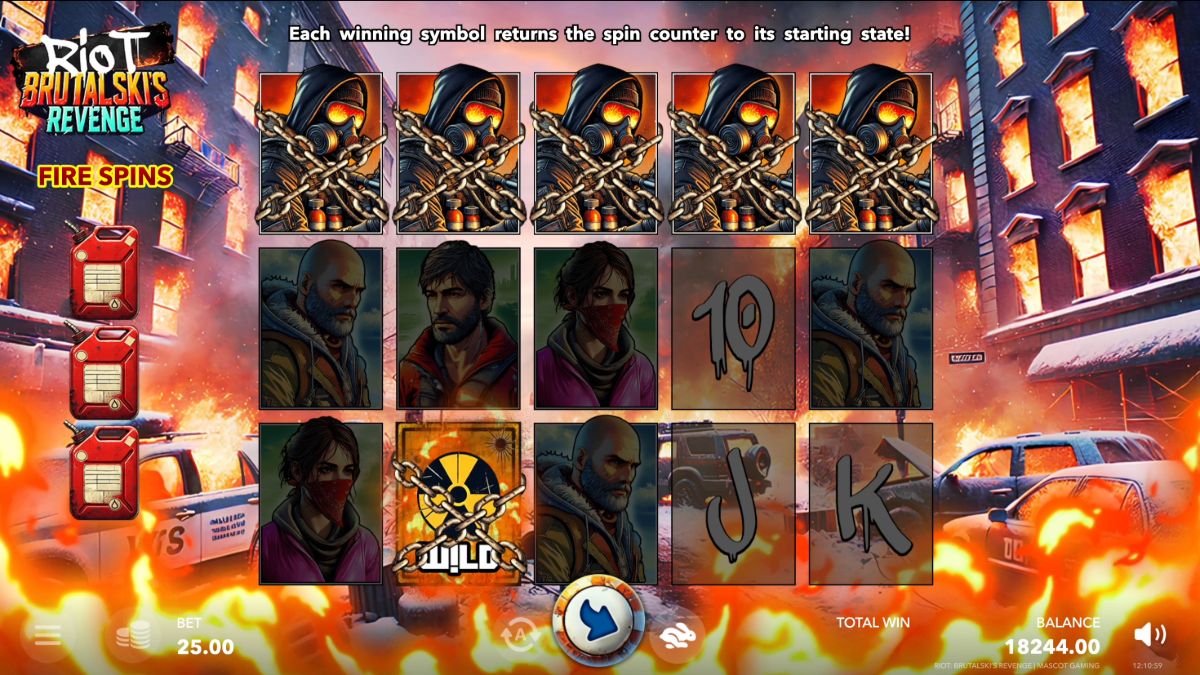 Each winning symbol returns the spin counter to its starting state!
RIOT
BRUTALSKI'S
REVENGE
FIRE SPINS
10
WILD
J
K
BET
25.00
A
TOTAL WIN
BALANCE
18244.00
RIOT: BRUTALSKI'S REVENGE | MASCOT GAMING
12:10:59